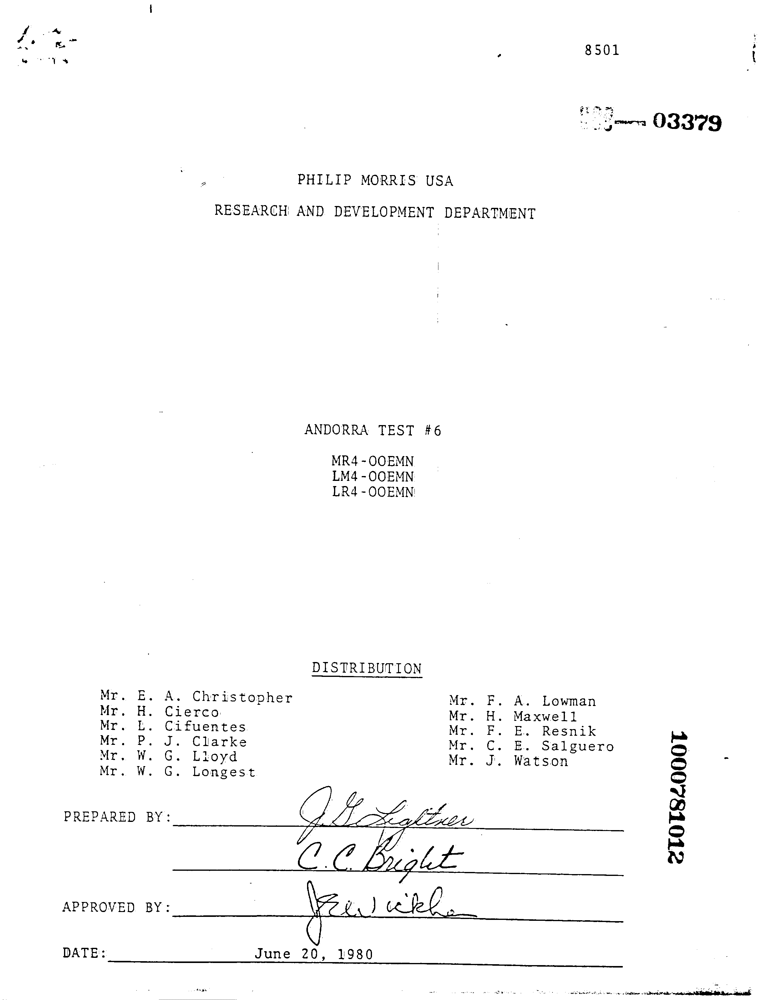 8501
03379
PHILIP MORRIS USA
RESEARCH AND DEVELOPMENT DEPARTMENT
ANDORRA TEST #6
MR4-OOEMN
LM4-OOEMN
LR4-OOEMN
DISTRIBUTION
Mr. E. A. Christopher
Mr. H. Cierco
Mr. L. Cifuentes
Mr. P. J. Clarke
Mr. W. G. Lloyd
Mr. W. G. Longest
Mr. F. A. Lowman
Mr. H. Maxwell
Mr. F. E. Resnik
Mr. C. E. Salguero
Mr. J. Watson
PREPARED BY: J. G. Lightner
C. C. Bright
APPROVED BY:
DATE: June 20, 1980
1000781012